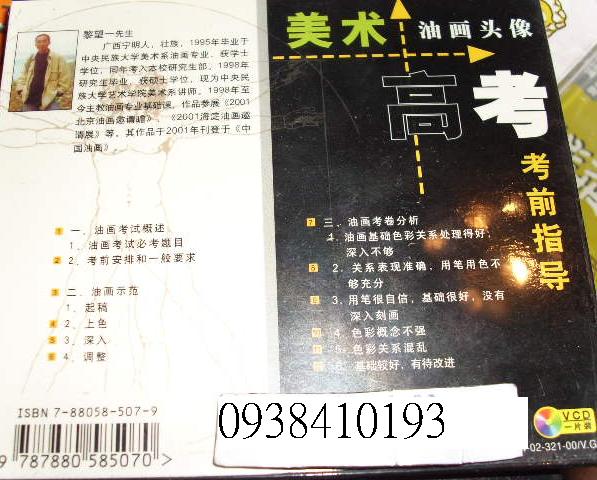 黎望一先生
广西宁明人，壮族，1995年毕业于
中央民族大学美术系油画专业，获学士
学位，同年考入本校研究生部，1998年
研究生毕业，获硕士学位，现为中央民
族大学艺术学院美术系讲师。1998年至
今主教油画专业基础课，作品参展《2001
北京油画邀请赠》、《2001海淀油画邀
请展》等，其作品于2001年刊登于《中
国油画》
1 一、油画考试概述
1、油画考试必考题目
2 2、考前安排和一般要求
3 二、油画示范
1、起稿
4 2、上色
5 3、深入
6 4、调整
ISBN 7-88058-507-9
9 787880 585070 >
美术 油画头像
高考
考前指导
7 三、油画考卷分析
1、油画基础色彩关系处理得好，
深入不够
8 2、关系表现准确，用笔用色不
够充分
3、用笔很自信，基础很好，没有
深入刻画
4、色彩概念不强
5、色彩关系混乱
6、基础较好，有待改进
0938410193
VCD
一片装
-02-321-00/V.G